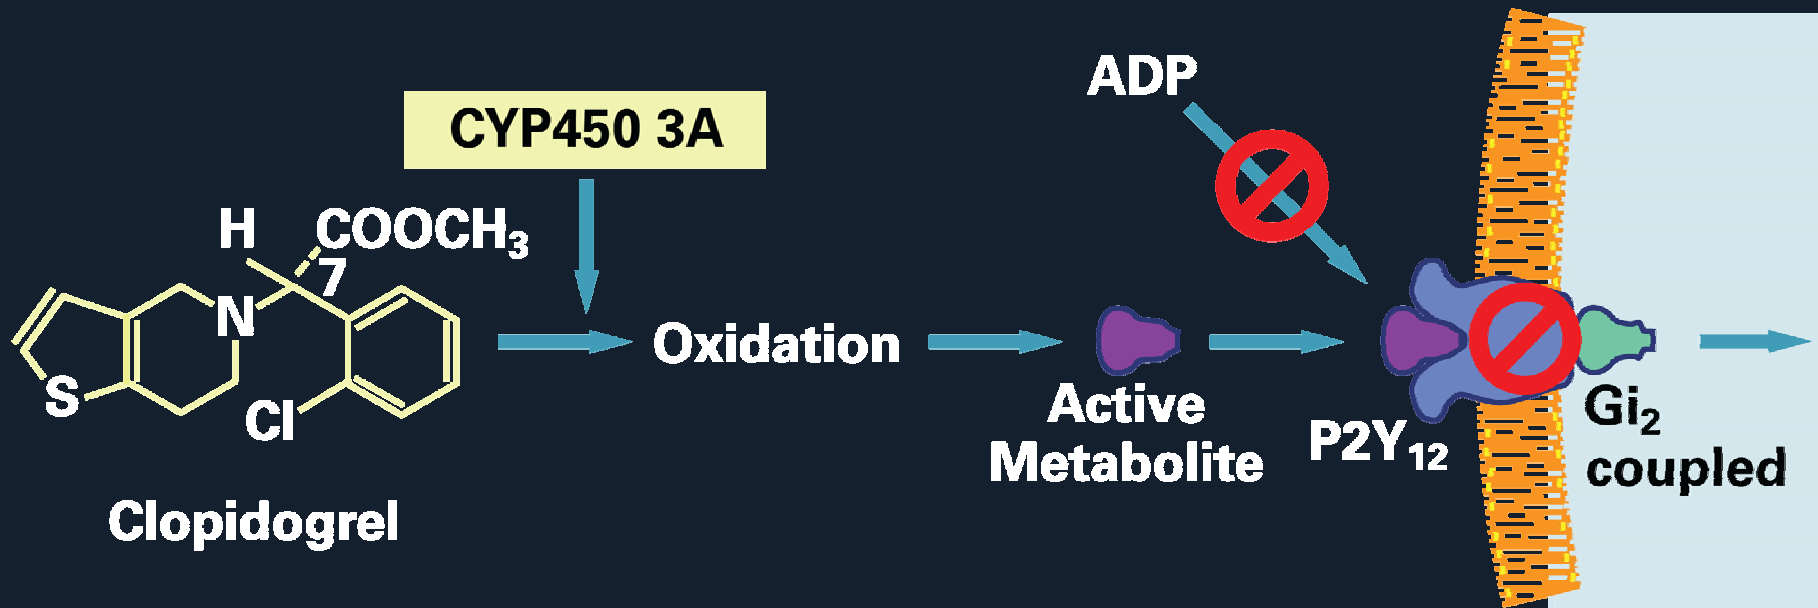 ADP
CYP450 3A
H
COOCH3
7
N
S
Cl
Oxidation
Active
Metabolite
P2Y12
Gi2
coupled
Clopidogrel